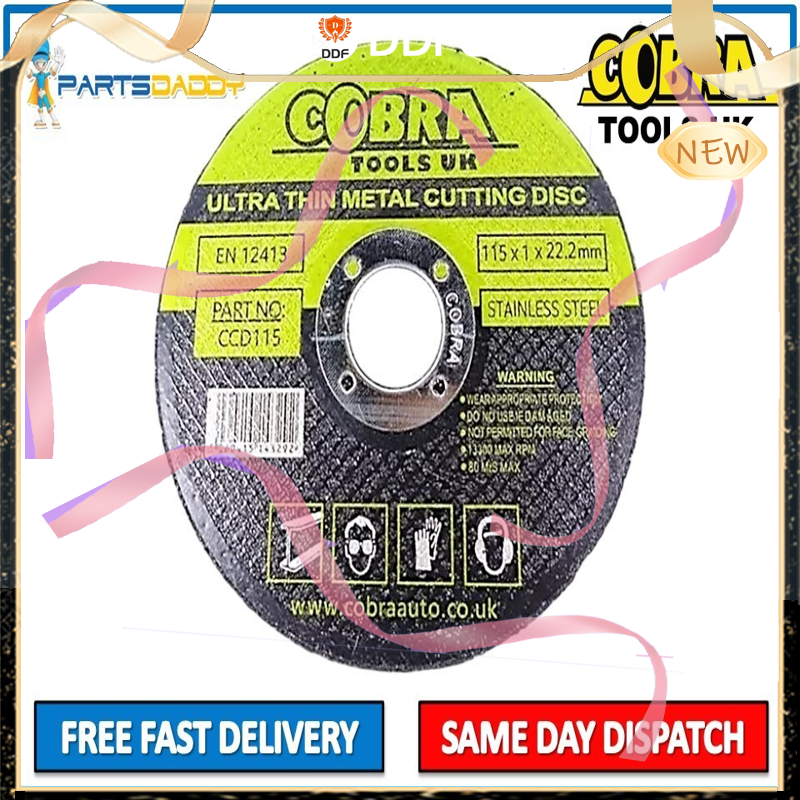 DDF
DDF
PARTSDADDY
COBRA
TOOLS UK
NEW
COBRA
TOOLS UK
ULTRA THIN METAL CUTTING DISC
EN 12413
115 x 1 x 22.2mm
PART NO:
CCD115
STAINLESS STEEL
COBRA
WARNING
WEAR APPROPRIATE PROTECTION
DO NO USE IF DAMAGED
NOT PERMITTED FOR FACE GRINDING
13300 MAX RPM
80 M/S MAX
www.cobraauto.co.uk
FREE FAST DELIVERY
SAME DAY DISPATCH